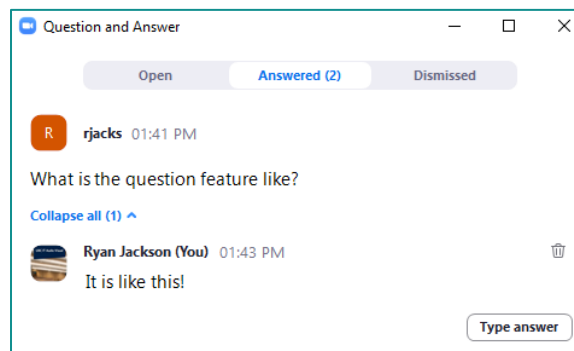 Question and Answer
Open Answered (2) Dismissed
R rjacks 01:41 PM
What is the question feature like?
Collapse all (1)
Ryan Jackson (You) 01:43 PM
It is like this!
Type answer